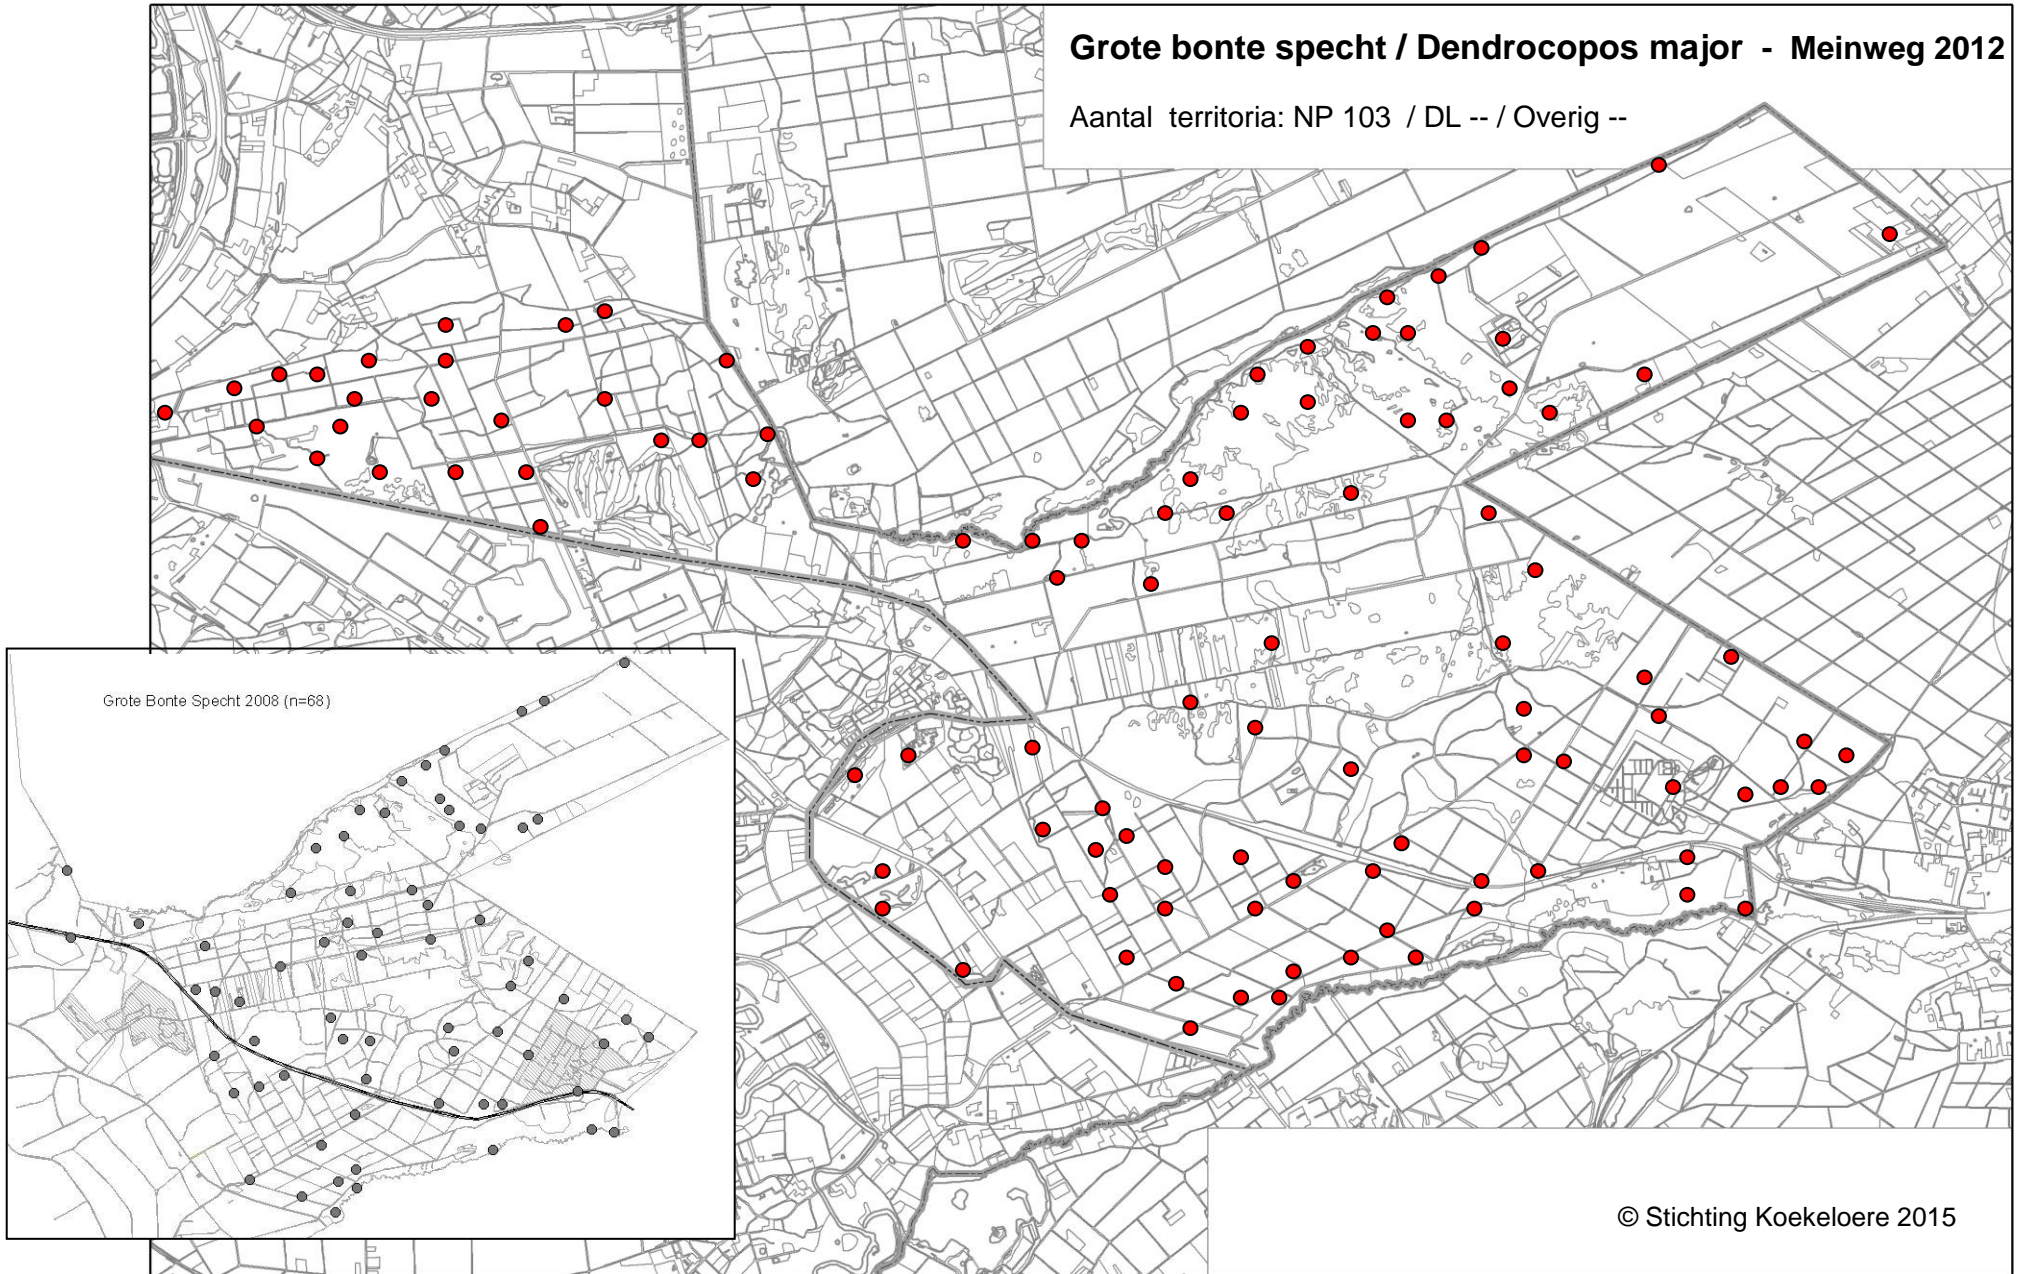 Grote bonte specht / Dendrocopos major - Meinweg 2012
Aantal territoria: NP 103 / DL -- / Overig --
Grote Bonte Specht 2008 (n=68)
© Stichting Koekeloere 2015